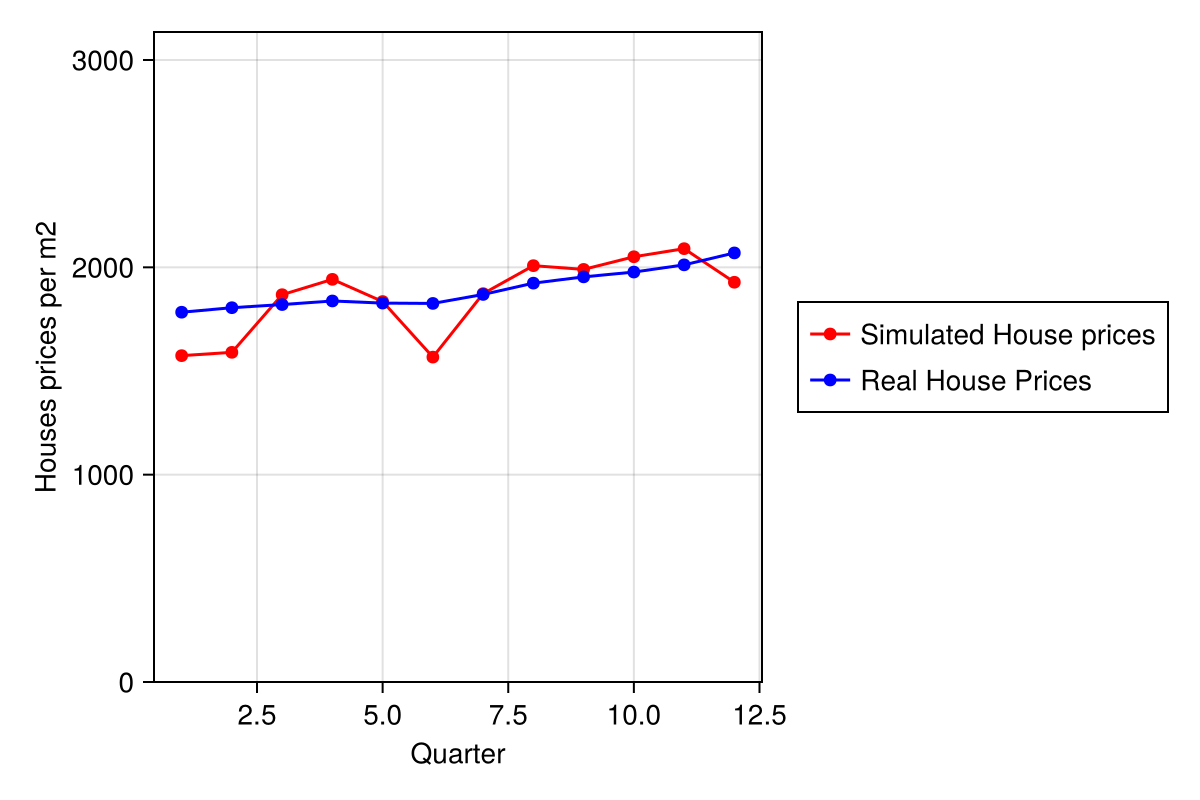 3000
2000
1000
0
Houses prices per m2
2.5 5.0 7.5 10.0 12.5
Quarter
Simulated House prices
Real House Prices